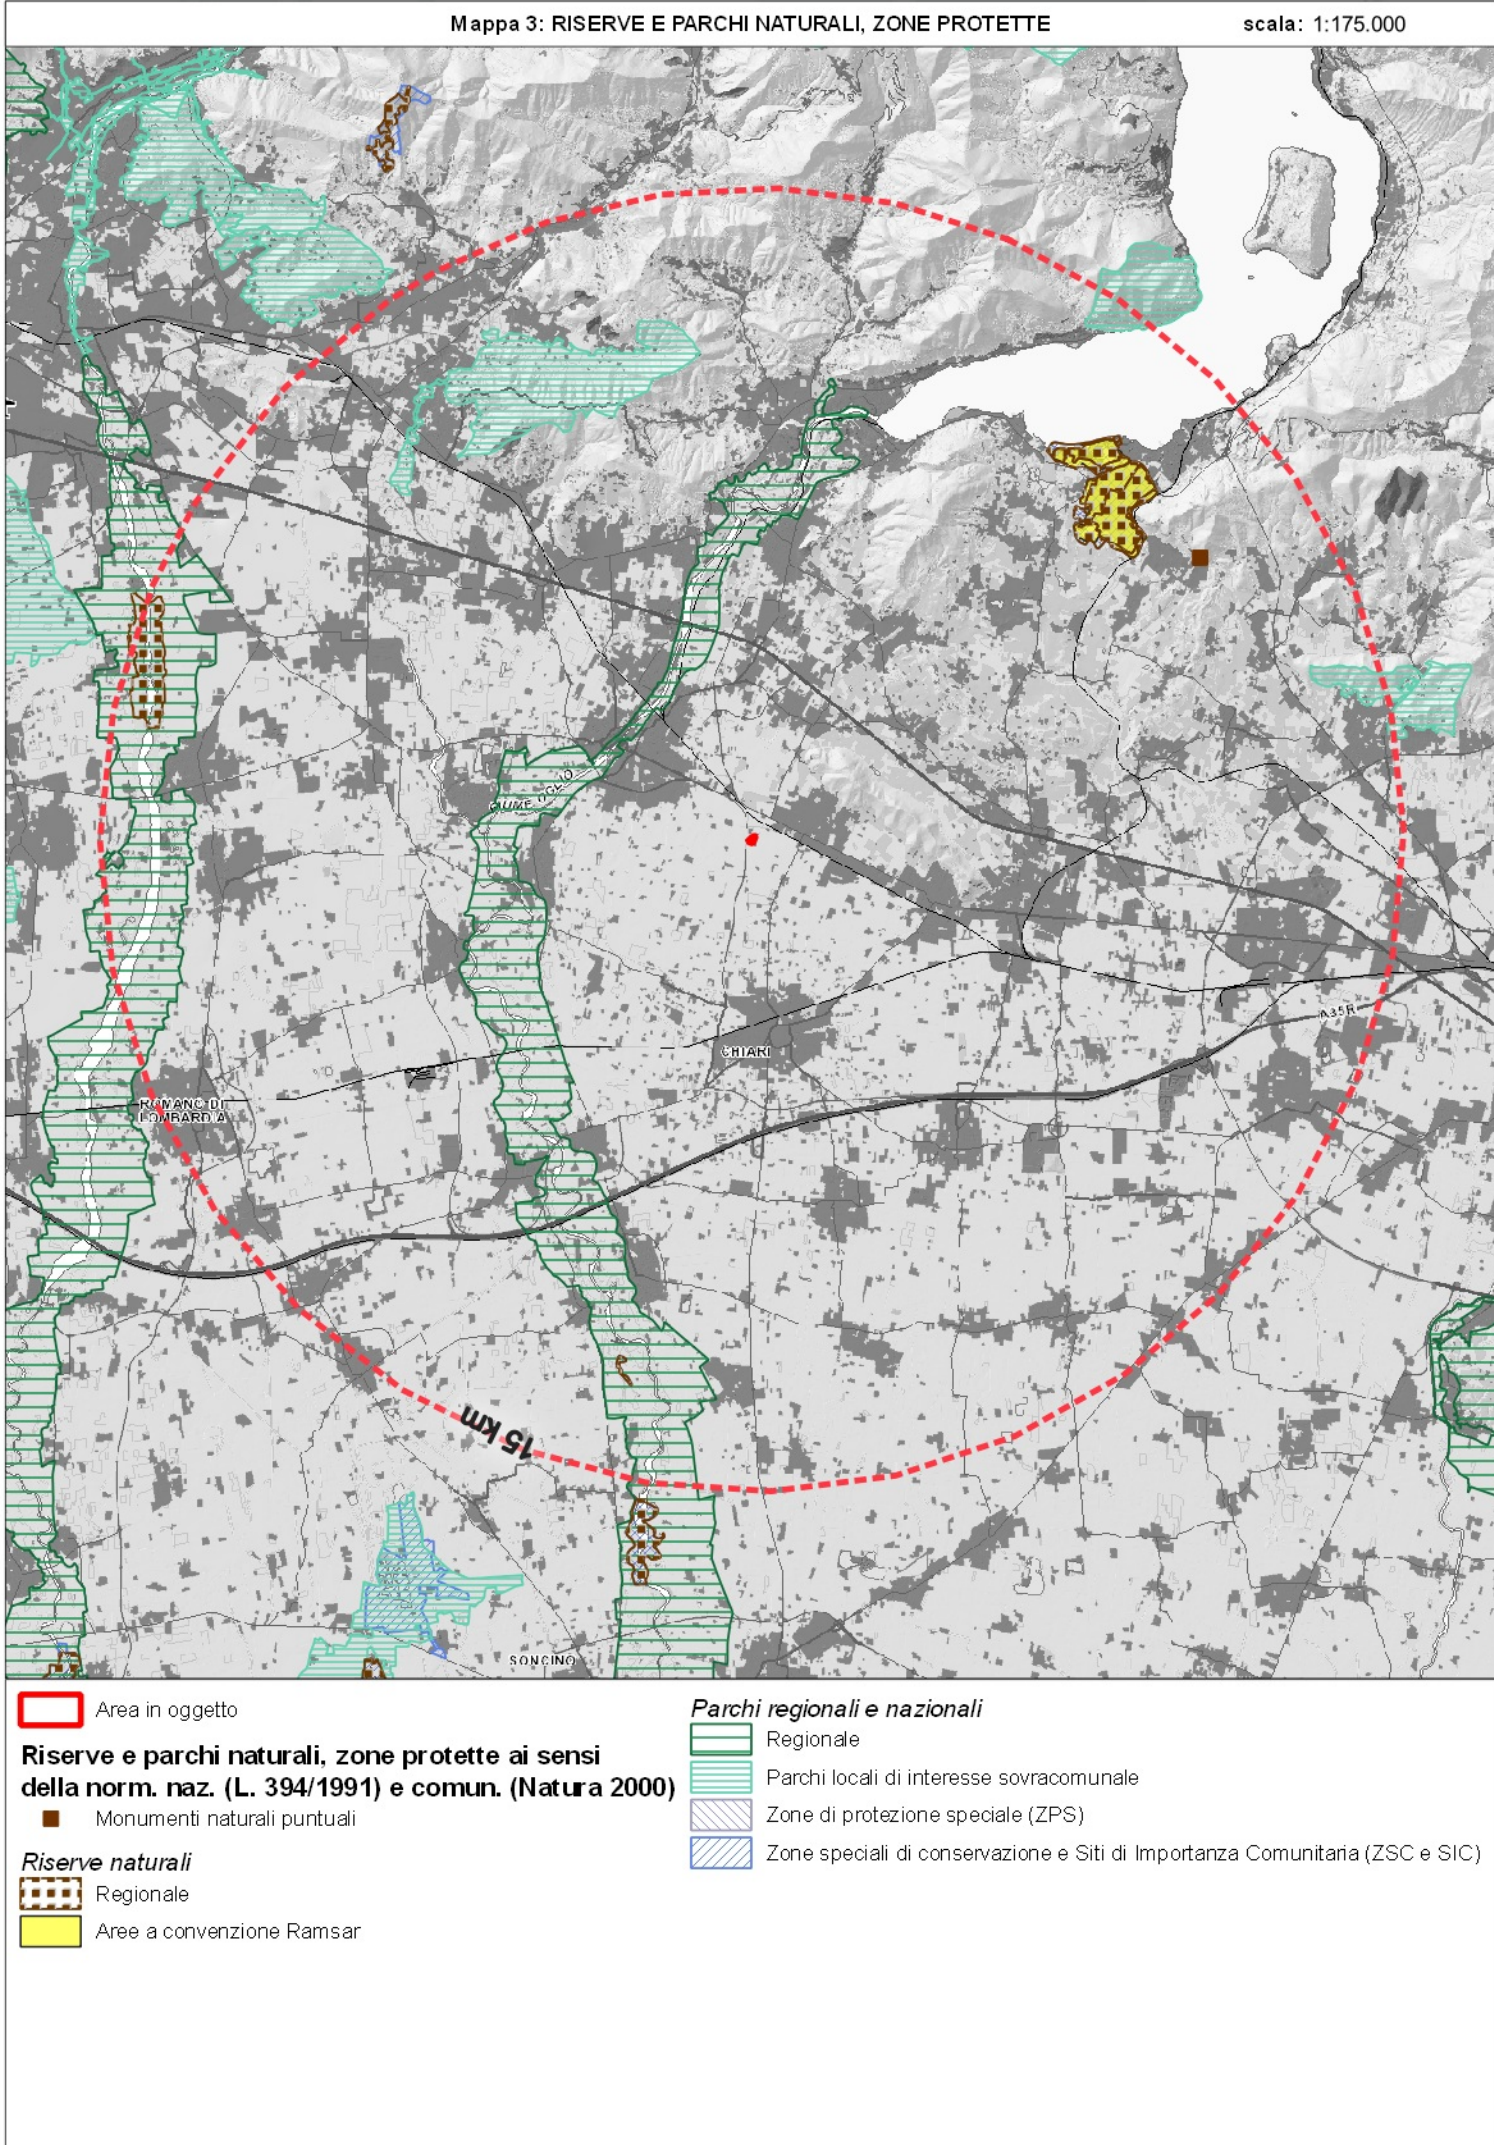 Mappa 3: RISERVE E PARCHI NATURALI, ZONE PROTETTE
scala: 1:175.000
FIUME OGLIO
A35R
CHIARI
ROMANO DI
LOMBARDIA
15 km
SONCINO
Area in oggetto
Riserve e parchi naturali, zone protette ai sensi
della norm. naz. (L. 394/1991) e comun. (Natura 2000)
Monumenti naturali puntuali
Riserve naturali
Regionale
Aree a convenzione Ramsar
Parchi regionali e nazionali
Regionale
Parchi locali di interesse sovracomunale
Zone di protezione speciale (ZPS)
Zone speciali di conservazione e Siti di Importanza Comunitaria (ZSC e SIC)